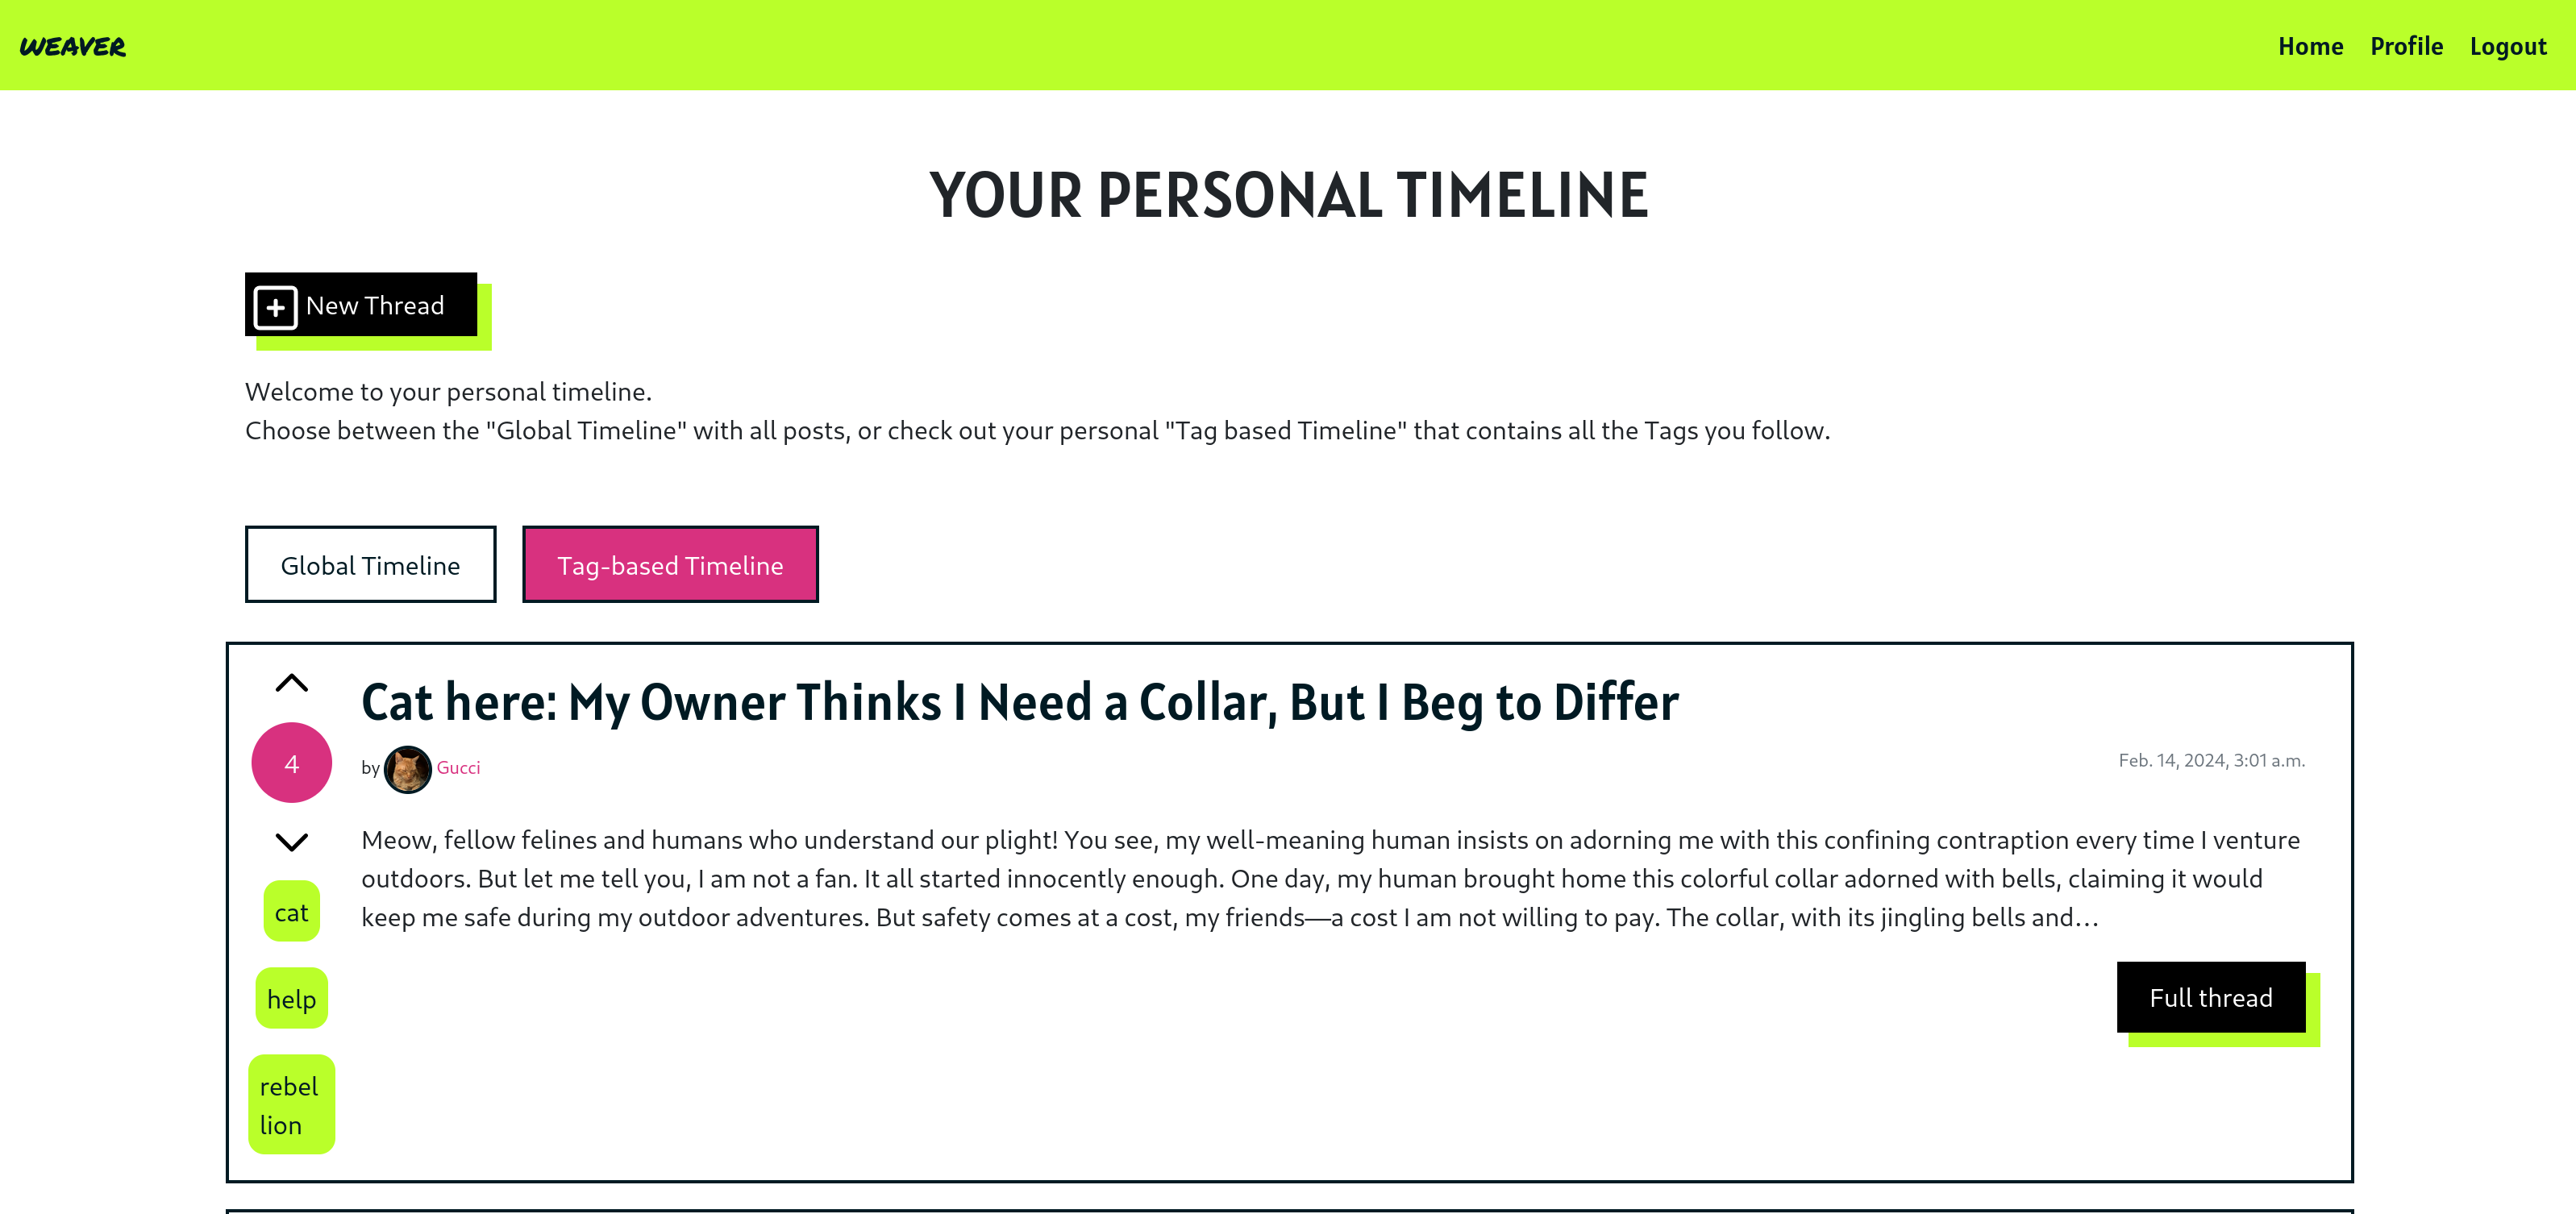 WEAVER
Home Profile Logout
YOUR PERSONAL TIMELINE
New Thread
Welcome to your personal timeline.
Choose between the "Global Timeline" with all posts, or check out your personal "Tag based Timeline" that contains all the Tags you follow.
Global Timeline
Tag-based Timeline
Cat here: My Owner Thinks I Need a Collar, But I Beg to Differ
4
by Gucci
Feb. 14, 2024, 3:01 a.m.
Meow, fellow felines and humans who understand our plight! You see, my well-meaning human insists on adorning me with this confining contraption every time I venture
outdoors. But let me tell you, I am not a fan. It all started innocently enough. One day, my human brought home this colorful collar adorned with bells, claiming it would
keep me safe during my outdoor adventures. But safety comes at a cost, my friends—a cost I am not willing to pay. The collar, with its jingling bells and…
cat
help
rebel
lion
Full thread